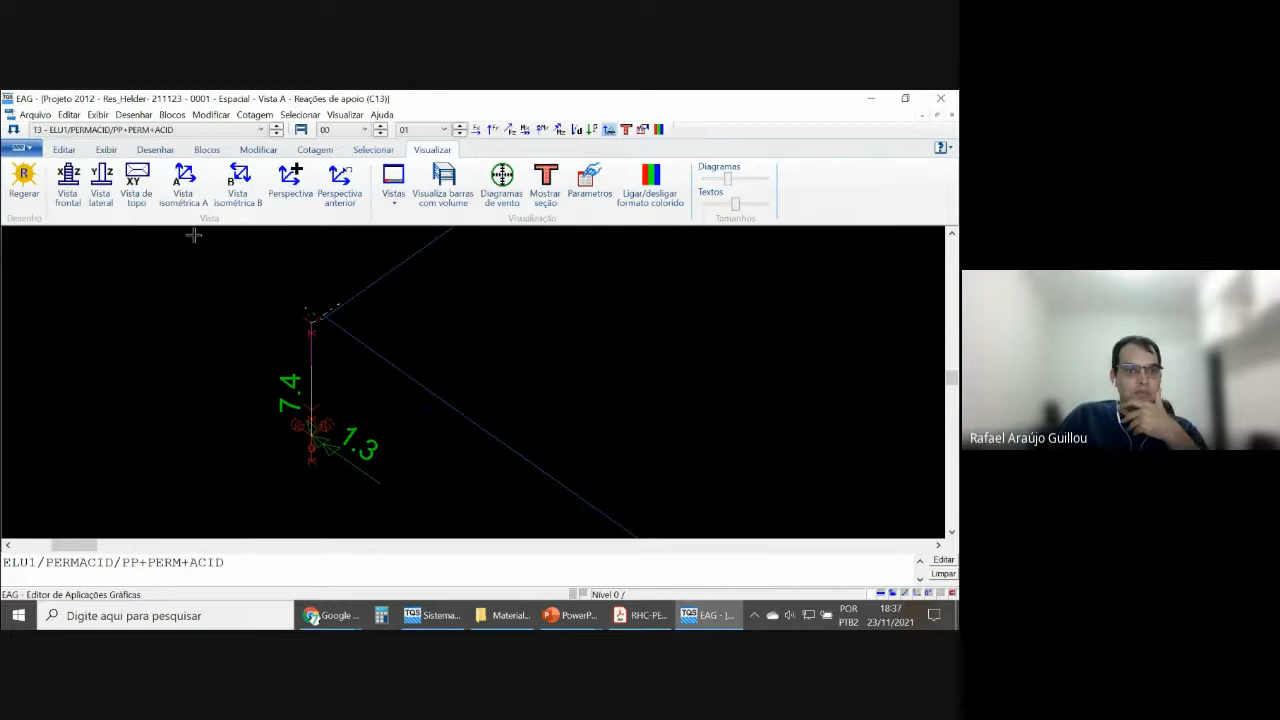 EAG - [Projeto 2012 - Res_Helder- 211123 - 0001 - Espacial - Vista A - Reações de apoio (C13)]
Arquivo Editar Exibir Desenhar Blocos Modificar Cotagem Selecionar Visualizar Ajuda
13 - ELU1/PERMACID/PP+PERM+ACID 00 01
Editar Exibir Desenhar Blocos Modificar Cotagem Selecionar Visualizar
Regerar
Vista frontal
Vista lateral
Vista de topo
Vista isométrica A
Vista isométrica B
Perspectiva
Perspectiva anterior
Vistas
Visualiza barras com volume
Diagramas de vento
Mostrar seção
Parametros
Ligar/desligar formato colorido
Diagramas
Textos
Desenho Vista Visualização Tamanhos
7.4
1.3
Rafael Araújo Guillou
ELU1/PERMACID/PP+PERM+ACID
Editar
Limpar
EAG - Editor de Aplicações Gráficas Nível 0 /
Digite aqui para pesquisar
Google ...
Sistema...
Material...
PowerP...
RHC-PE...
EAG - [...
POR
PTB2
18:37
23/11/2021